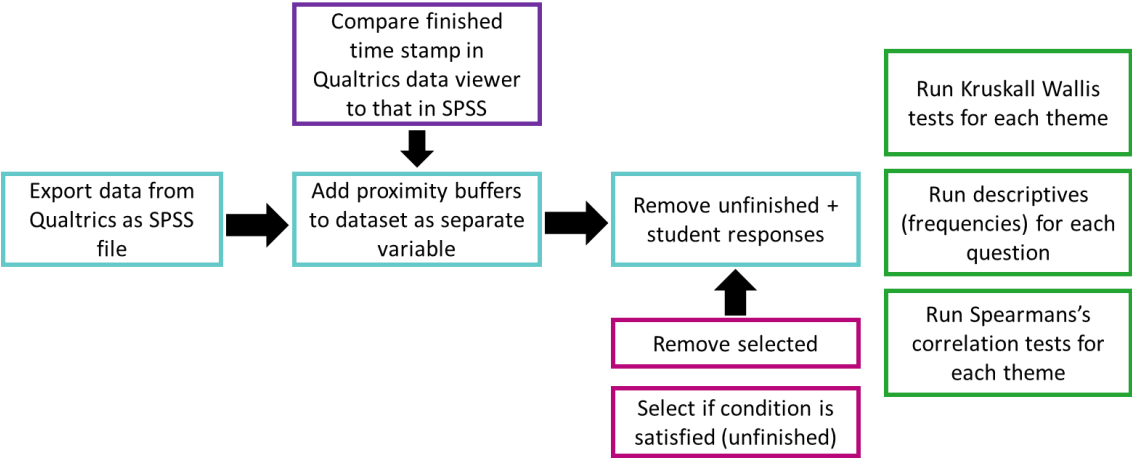 Compare finished
time stamp in
Qualtrics data viewer
to that in SPSS
Export data from
Qualtrics as SPSS
file
Add proximity buffers
to dataset as separate
variable
Remove unfinished +
student responses
Remove selected
Select if condition is
satisfied (unfinished)
Run Kruskall Wallis
tests for each theme
Run descriptives
(frequencies) for each
question
Run Spearmans's
correlation tests for
each theme